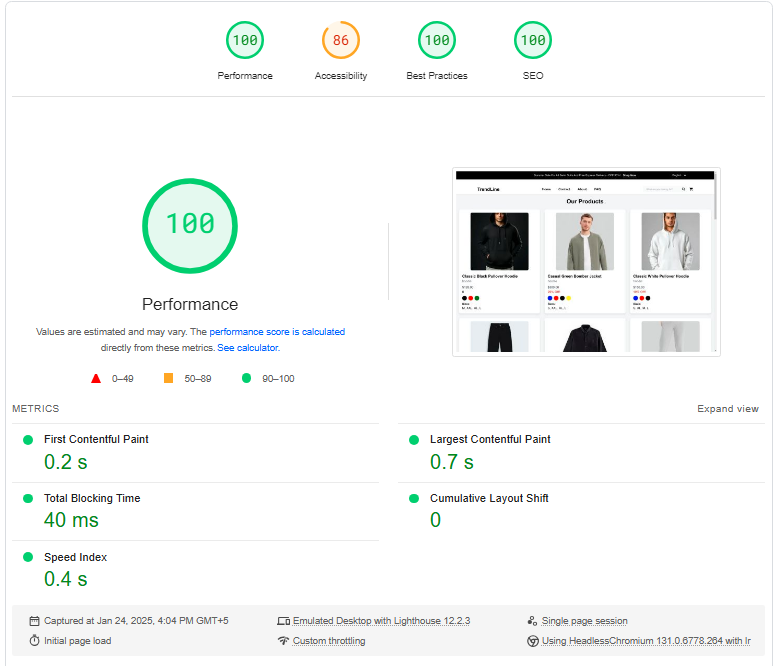 100
86
100
100
Performance
Accessibility
Best Practices
SEO
100
Performance
Values are estimated and may vary. The performance score is calculated
directly from these metrics. See calculator.
0–49
50–89
90–100
TrendLine
Home Contact About FAQ
Our Products
Classic Black Pullover Hoodie
Casual Green Bomber Jacket
Classic White Pullover Hoodie
METRICS
Expand view
First Contentful Paint
0.2 s
Largest Contentful Paint
0.7 s
Total Blocking Time
40 ms
Cumulative Layout Shift
0
Speed Index
0.4 s
Captured at Jan 24, 2025, 4:04 PM GMT+5
Emulated Desktop with Lighthouse 12.2.3
Single page session
Initial page load
Custom throttling
Using HeadlessChromium 131.0.6778.264 with lr